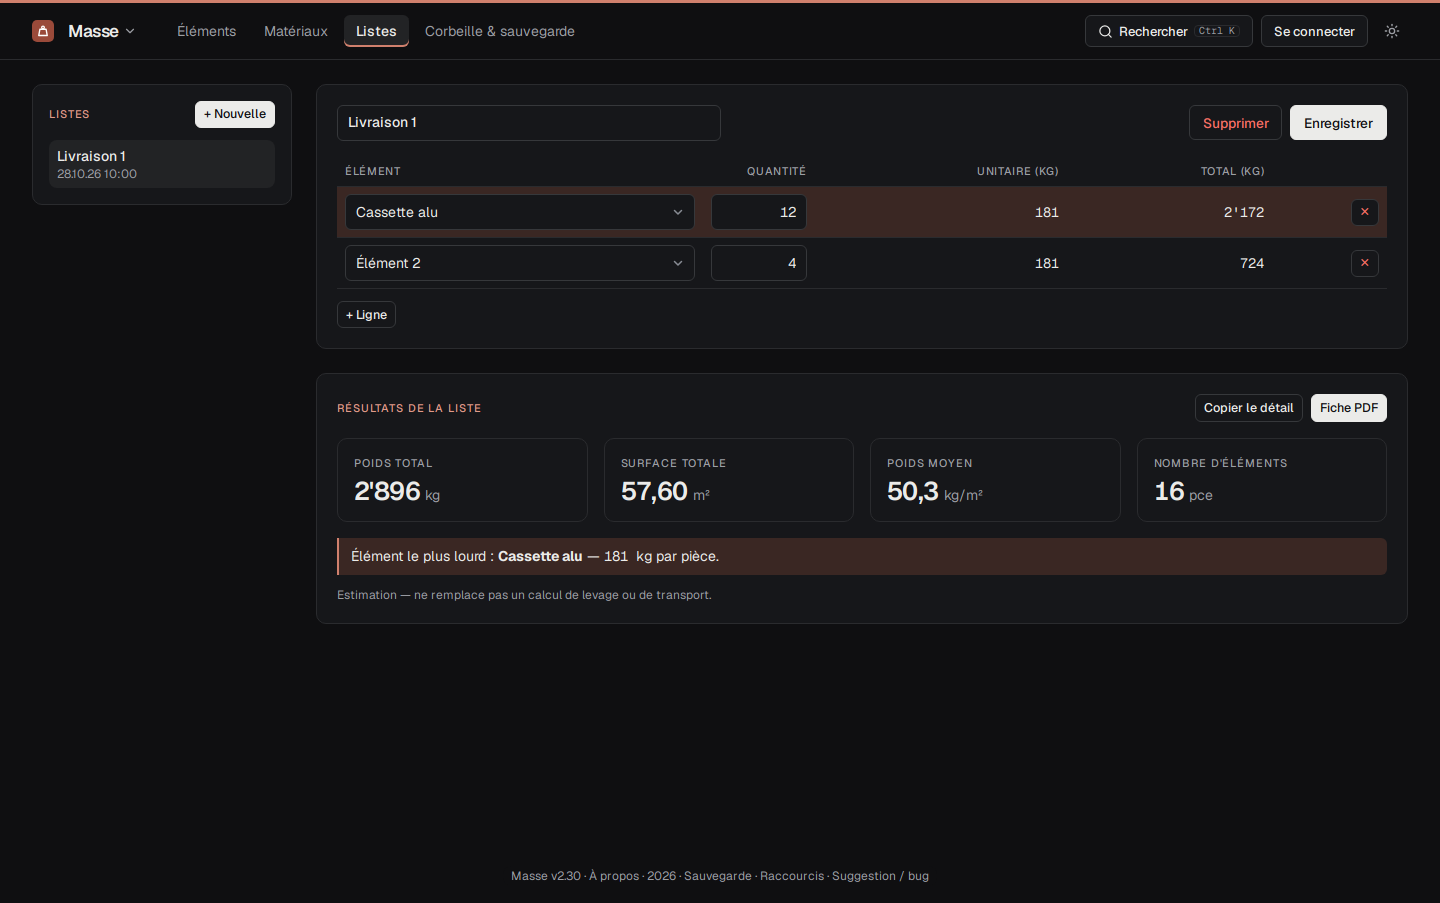 Masse
Éléments
Matériaux
Listes
Corbeille & sauvegarde
Rechercher Ctrl K
Se connecter
LISTES
+ Nouvelle
Livraison 1
28.10.26 10:00
Livraison 1
Supprimer
Enregistrer
ÉLÉMENT QUANTITÉ UNITAIRE (KG) TOTAL (KG)
Cassette alu 12 181 2'172 ×
Élément 2 4 181 724 ×
+ Ligne
RÉSULTATS DE LA LISTE
Copier le détail
Fiche PDF
POIDS TOTAL
2'896 kg
SURFACE TOTALE
57,60 m²
POIDS MOYEN
50,3 kg/m²
NOMBRE D'ÉLÉMENTS
16 pce
Élément le plus lourd : Cassette alu — 181 kg par pièce.
Estimation — ne remplace pas un calcul de levage ou de transport.
Masse v2.30 · À propos · 2026 · Sauvegarde · Raccourcis · Suggestion / bug